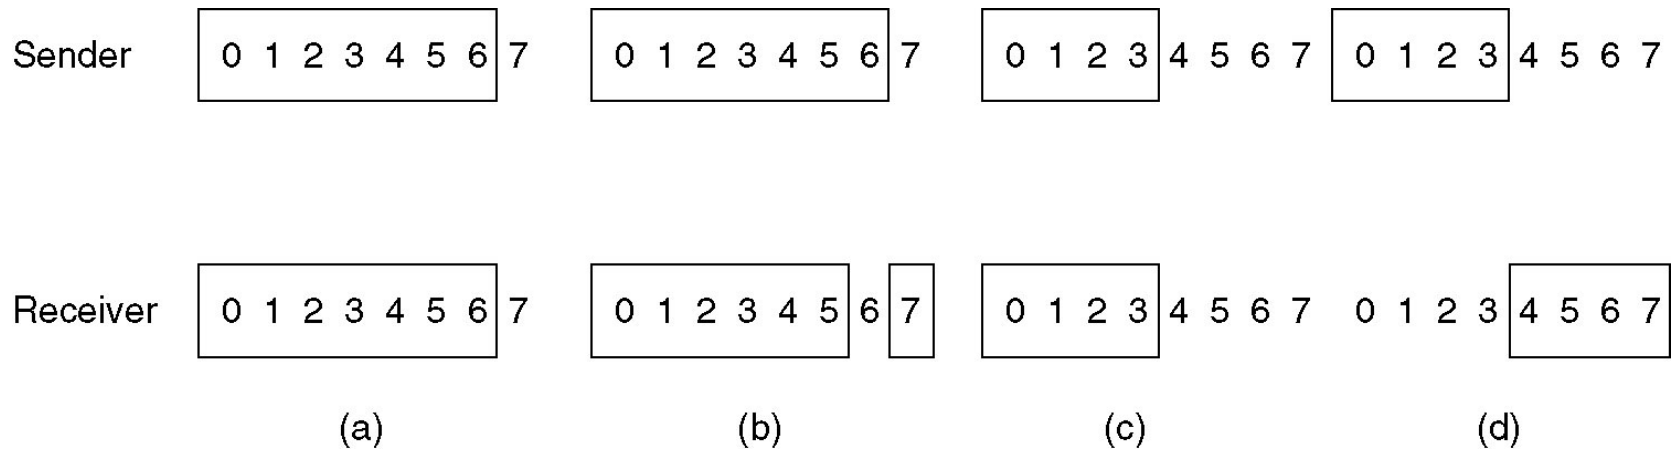 Sender 0 1 2 3 4 5 6 7 0 1 2 3 4 5 6 7 0 1 2 3 4 5 6 7 0 1 2 3 4 5 6 7
Receiver 0 1 2 3 4 5 6 7 0 1 2 3 4 5 6 7 0 1 2 3 4 5 6 7 0 1 2 3 4 5 6 7
(a) (b) (c) (d)